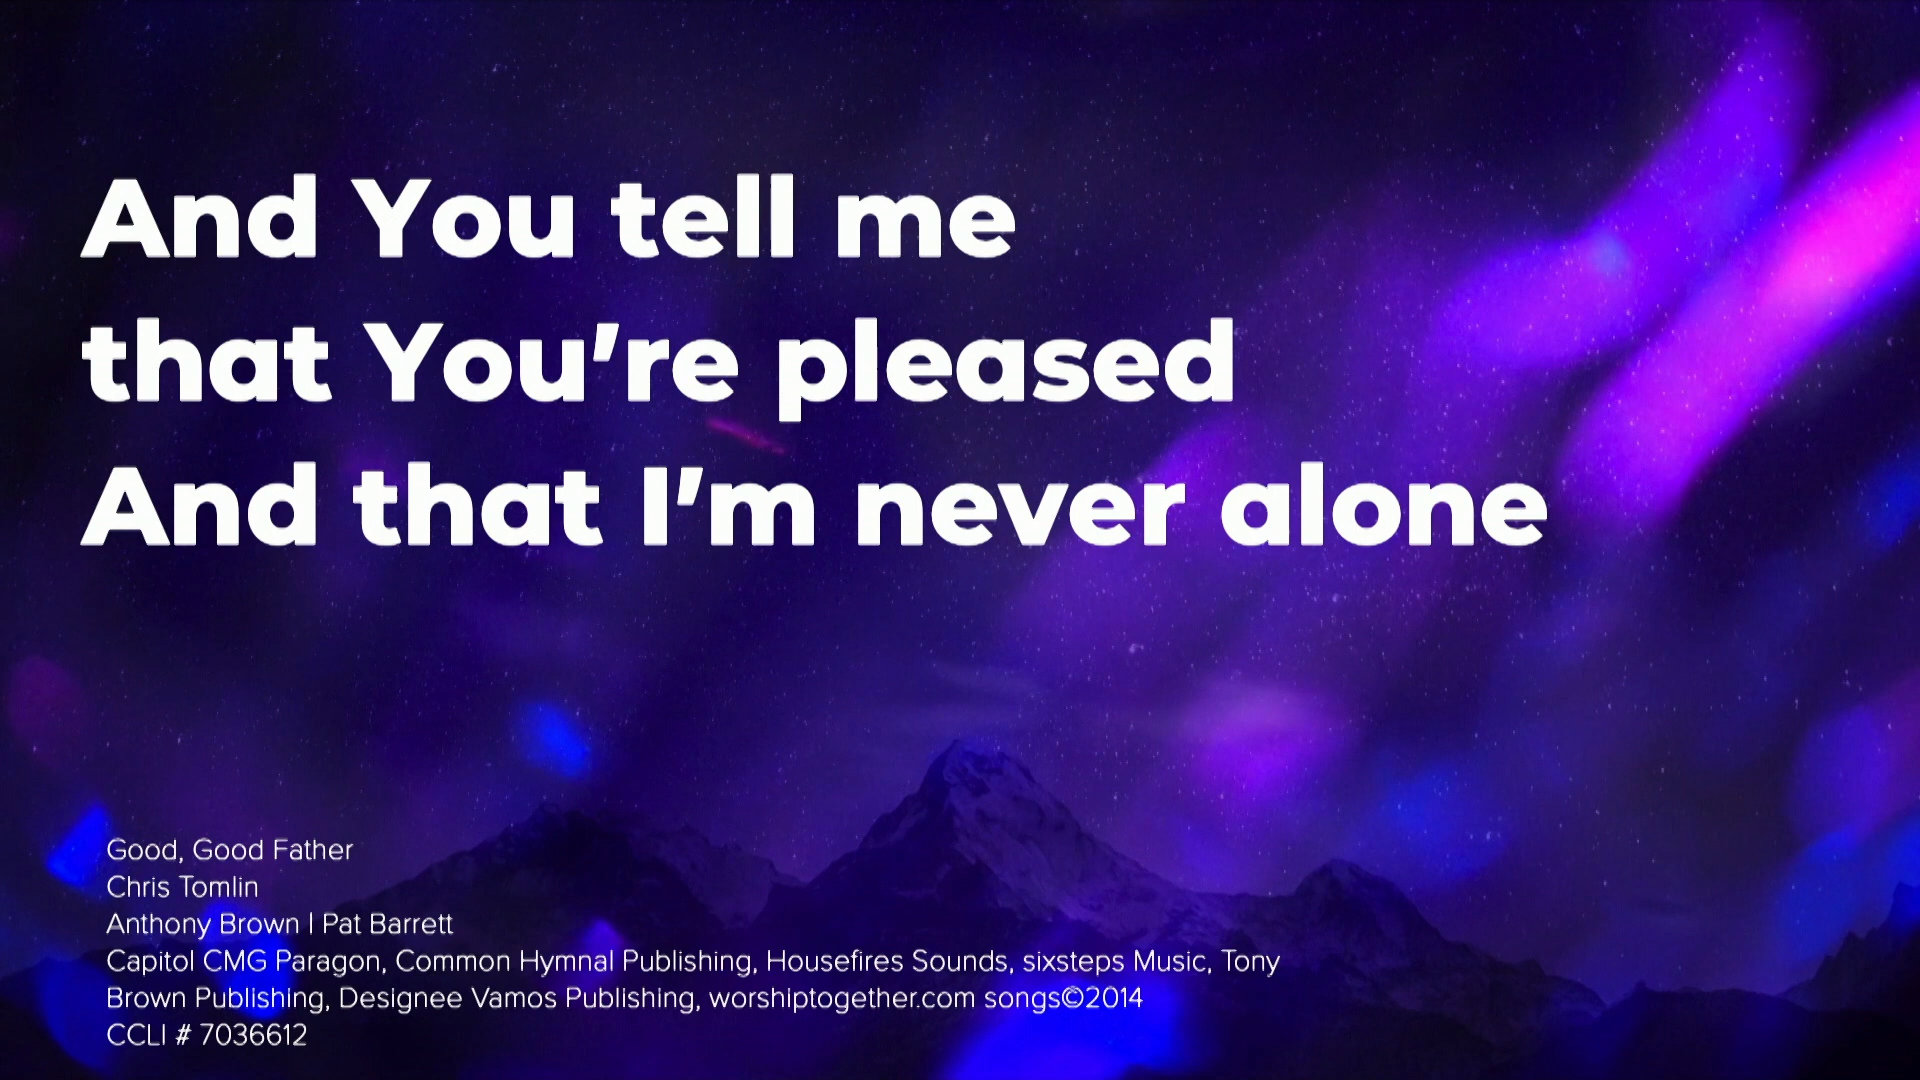 And You tell me
that You're pleased
And that I'm never alone
Good, Good Father
Chris Tomlin
Anthony Brown | Pat Barrett
Capitol CMG Paragon, Common Hymnal Publishing, Housefires Sounds, sixsteps Music, Tony
Brown Publishing, Designee Vamos Publishing, worshiptogether.com songs©2014
CCLI # 7036612